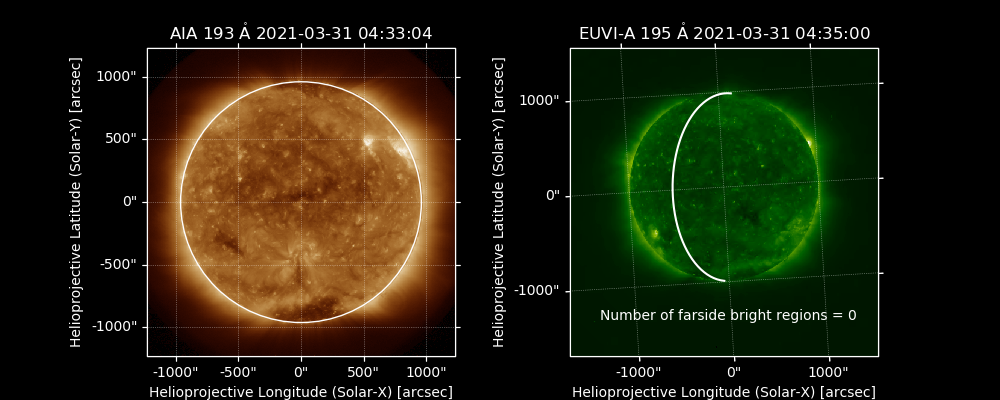 AIA 193 Å 2021-03-31 04:33:04
1000"
500"
0"
-500"
-1000"
Helioprojective Latitude (Solar-Y) [arcsec]
-1000"
-500"
0"
500"
1000"
Helioprojective Longitude (Solar-X) [arcsec]
EUVI-A 195 Å 2021-03-31 04:35:00
1000"
0"
-1000"
Helioprojective Latitude (Solar-Y) [arcsec]
Number of farside bright regions = 0
-1000"
0"
1000"
Helioprojective Longitude (Solar-X) [arcsec]